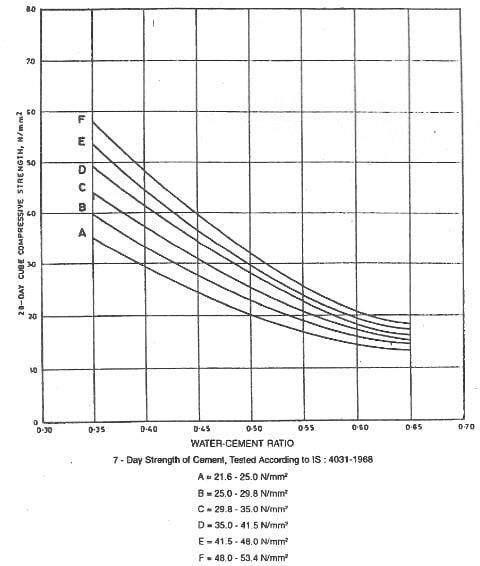 80
70
60
50
40
30
20
10
0
28-DAY CUBE COMPRESSIVE STRENGTH, N/mm²
F
E
D
C
B
A
0·30 0·35 0·40 0·45 0·50 0·55 0·60 0·65 0·70
WATER-CEMENT RATIO
7 - Day Strength of Cement, Tested According to IS : 4031-1968
A = 21.6 - 25.0 N/mm²
B = 25.0 - 29.8 N/mm²
C = 29.8 - 35.0 N/mm²
D = 35.0 - 41.5 N/mm²
E = 41.5 - 48.0 N/mm²
F = 48.0 - 53.4 N/mm²